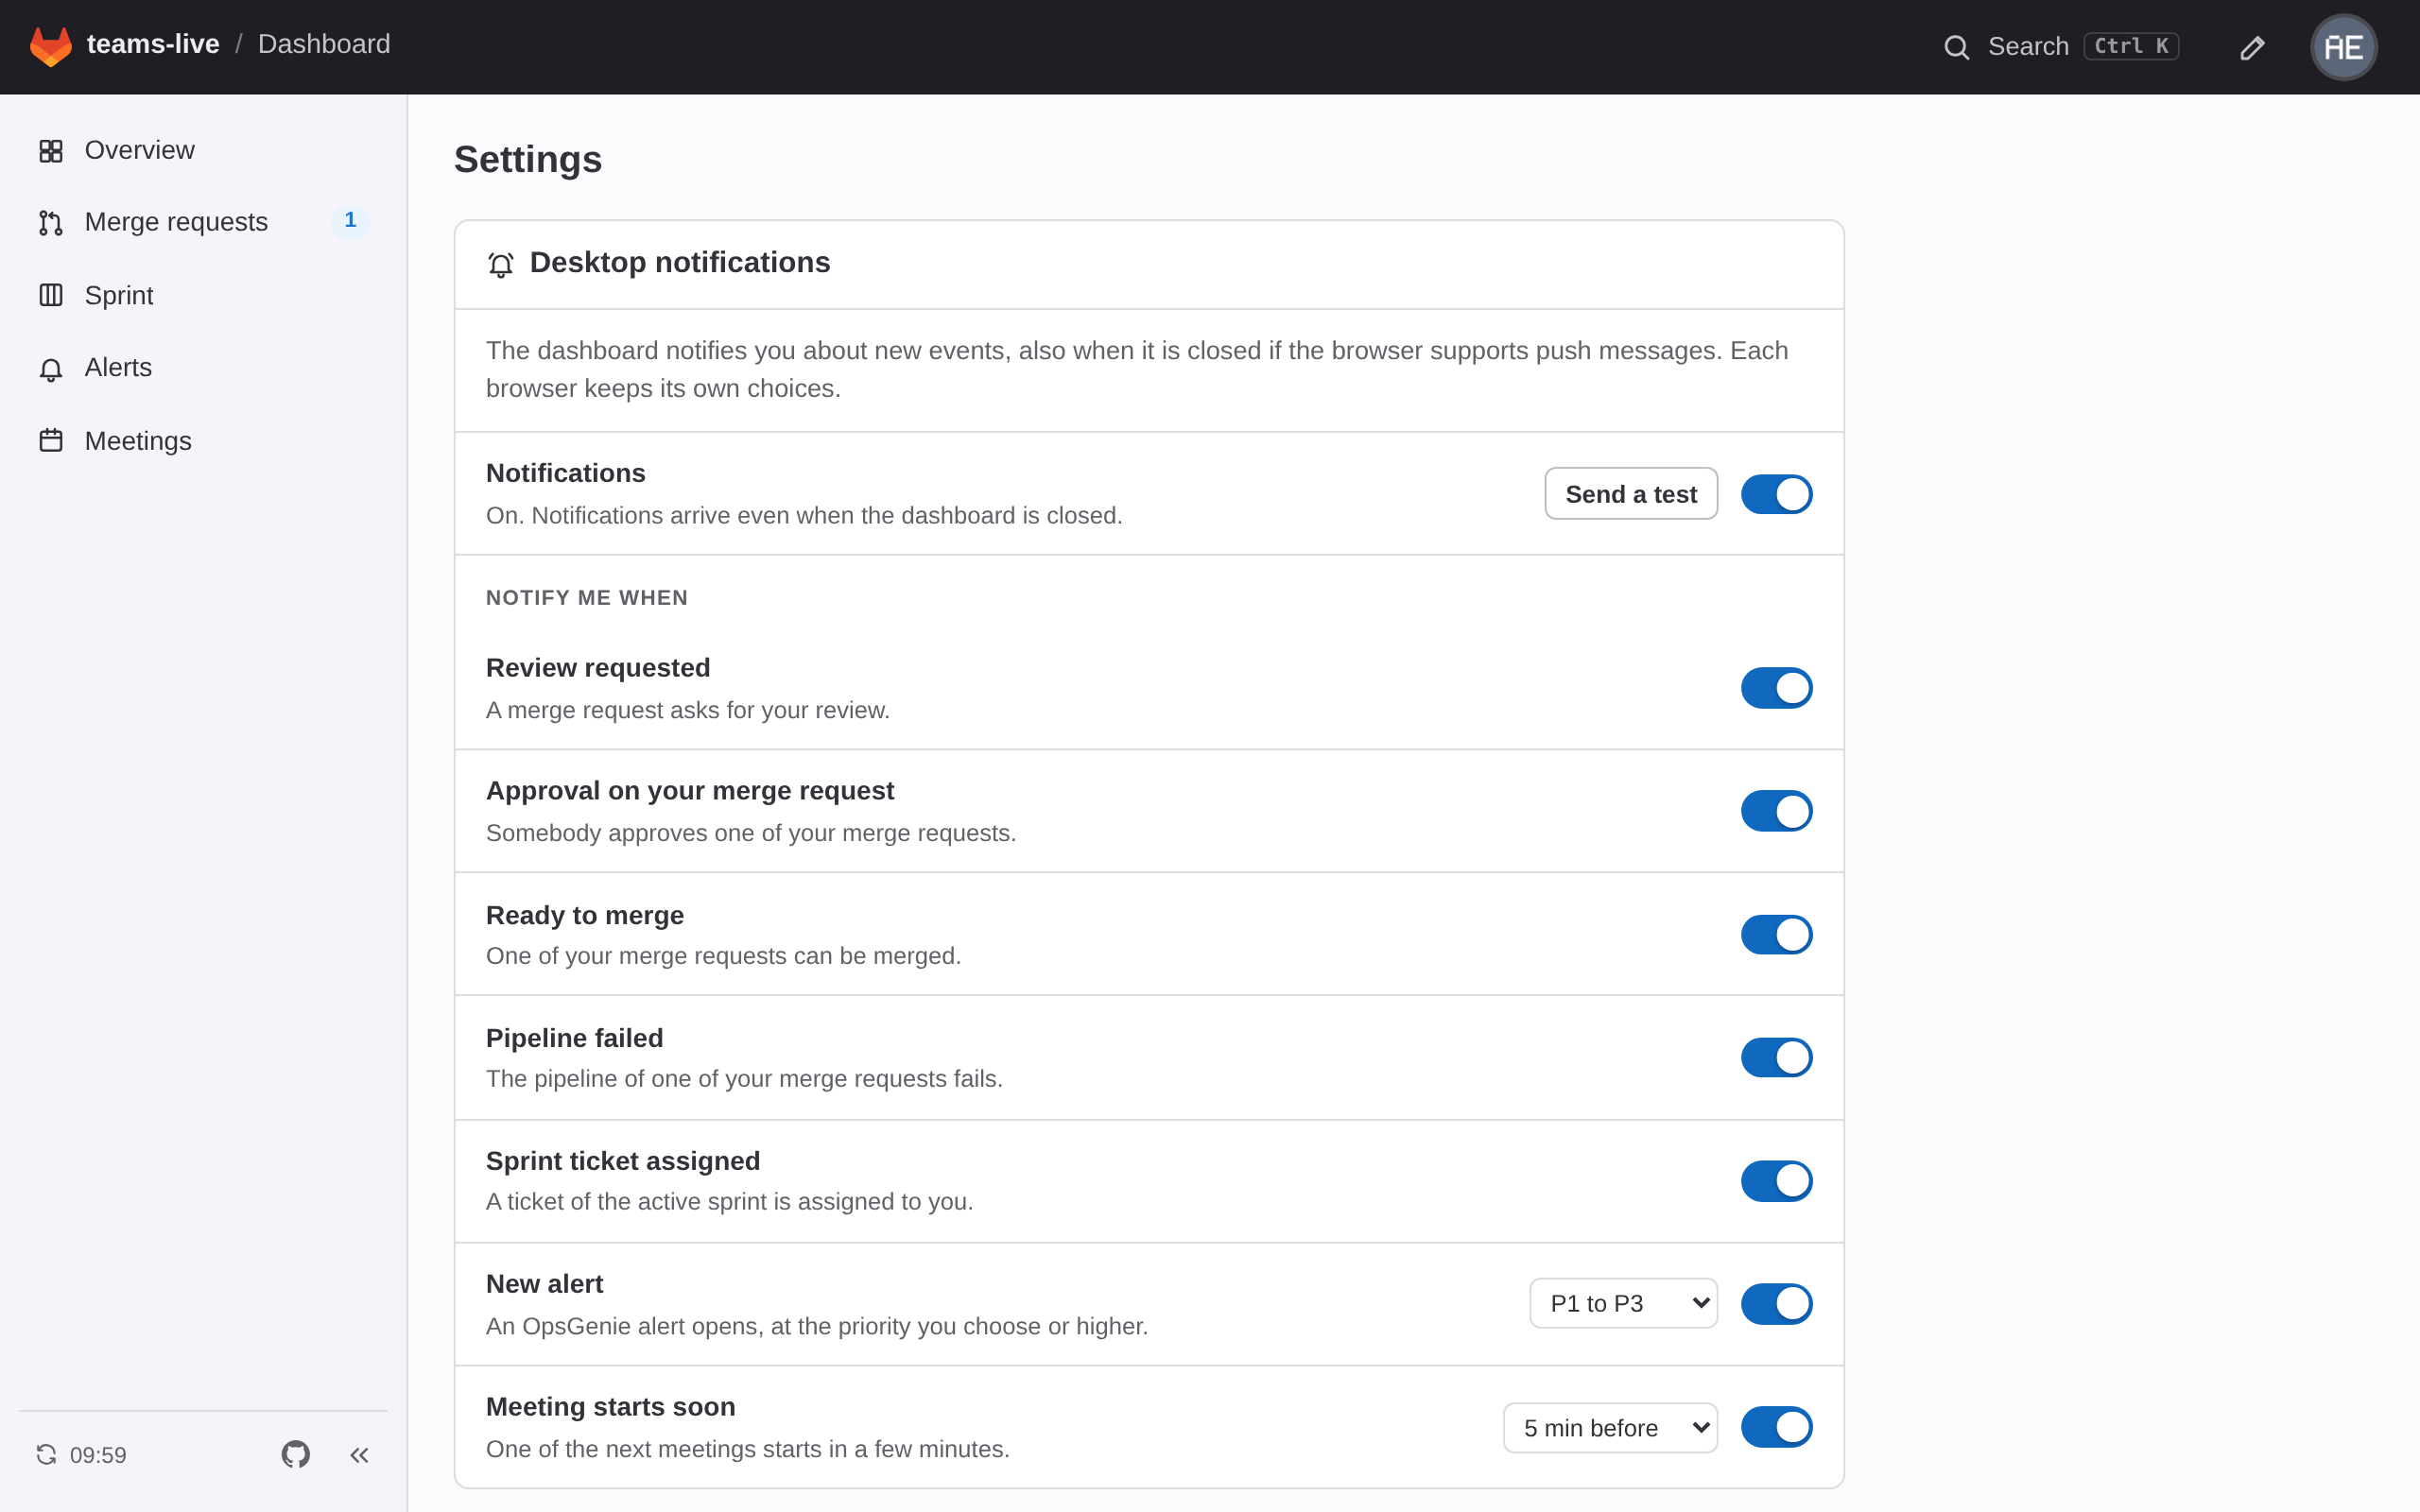 teams-live / Dashboard
Search Ctrl K
AE
Overview
Merge requests 1
Sprint
Alerts
Meetings
09:59
Settings
Desktop notifications
The dashboard notifies you about new events, also when it is closed if the browser supports push messages. Each
browser keeps its own choices.
Notifications
On. Notifications arrive even when the dashboard is closed.
Send a test
NOTIFY ME WHEN
Review requested
A merge request asks for your review.
Approval on your merge request
Somebody approves one of your merge requests.
Ready to merge
One of your merge requests can be merged.
Pipeline failed
The pipeline of one of your merge requests fails.
Sprint ticket assigned
A ticket of the active sprint is assigned to you.
New alert
An OpsGenie alert opens, at the priority you choose or higher.
P1 to P3
Meeting starts soon
One of the next meetings starts in a few minutes.
5 min before